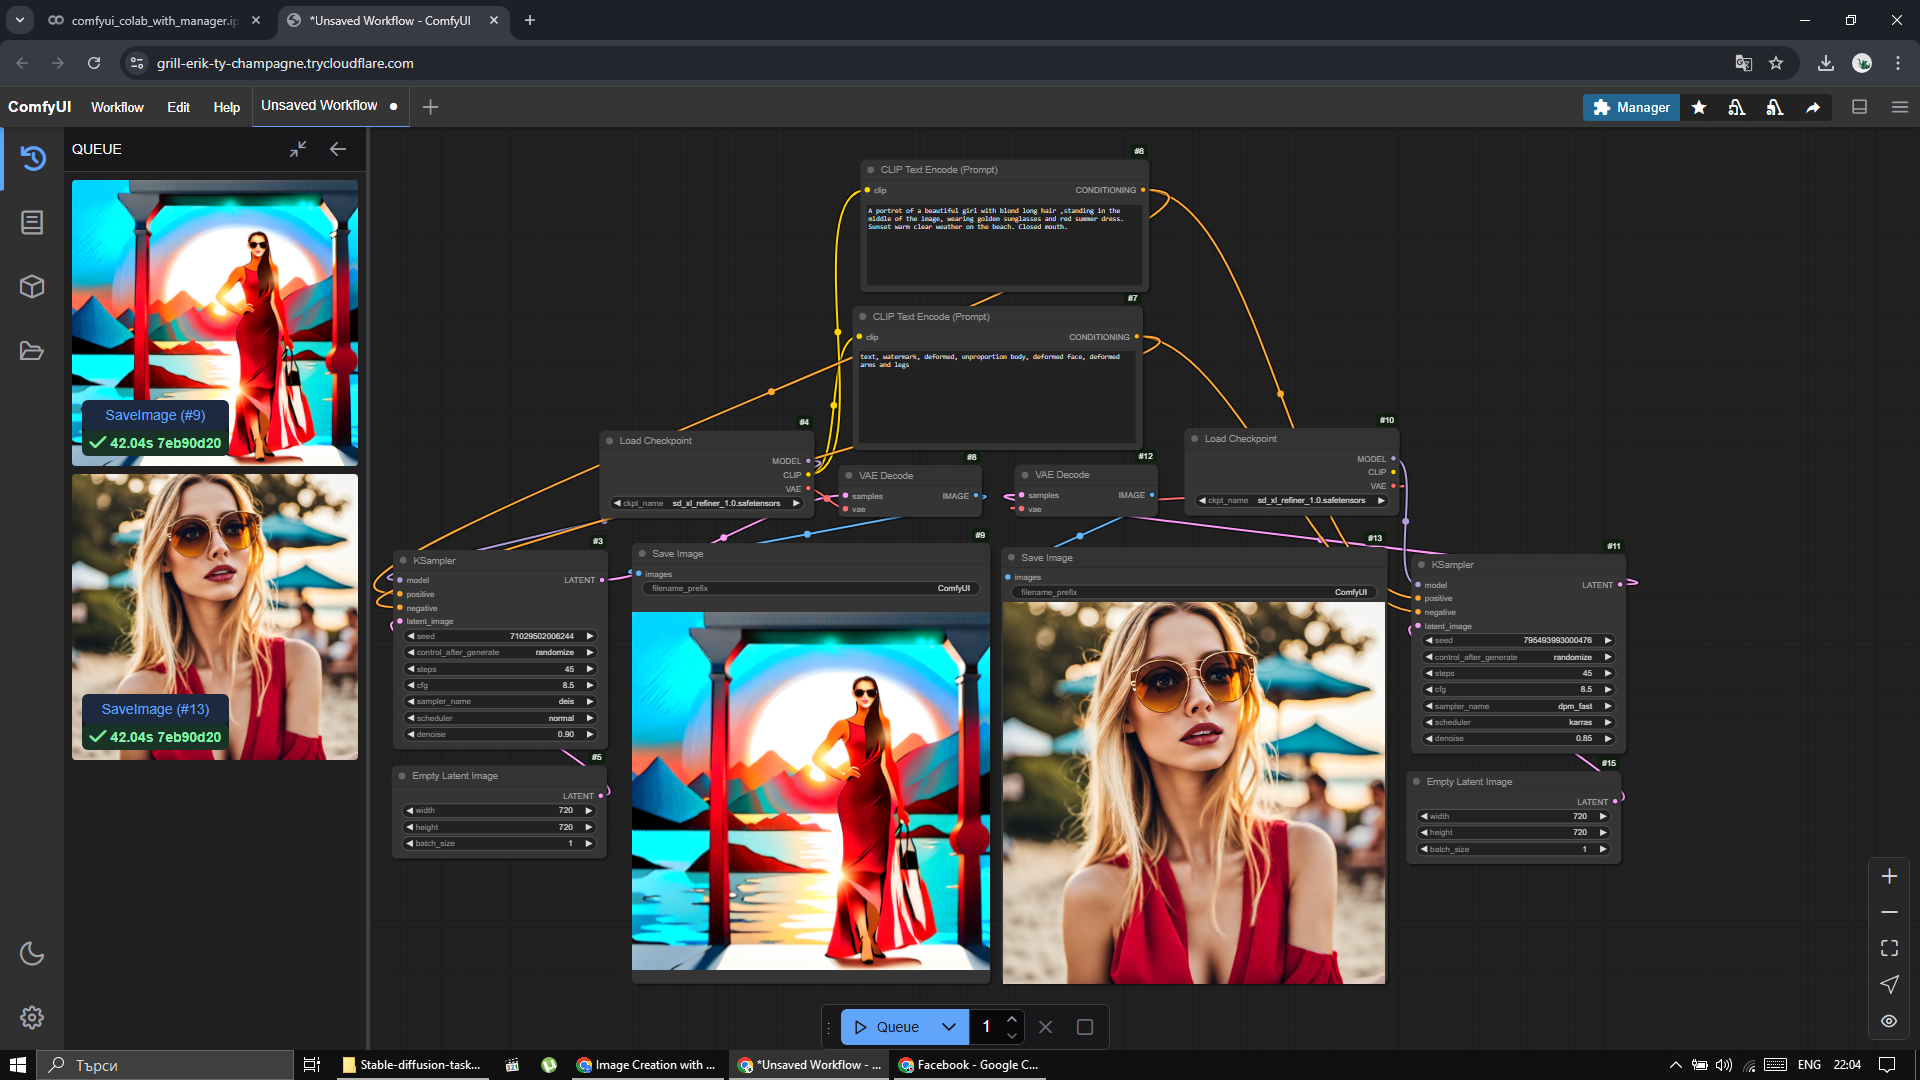 comfyui_colab_with_manager.ip
*Unsaved Workflow - ComfyUI
grill-erik-ty-champagne.trycloudflare.com
ComfyUI
Workflow
Edit
Help
Unsaved Workflow
Manager
QUEUE
SaveImage (#9)
42.04s 7eb90d20
SaveImage (#13)
42.04s 7eb90d20
#6
CLIP Text Encode (Prompt)
clip
CONDITIONING
A portret of a beautiful girl with blond long hair ,standing in the
middle of the image, wearing golden sunglasses and red summer dress.
Sunset warm clear weather on the beach. Closed mouth.
#7
CLIP Text Encode (Prompt)
clip
CONDITIONING
text, watermark, deformed, unproportion body, deformed face, deformed
arms and legs
#4
Load Checkpoint
MODEL
CLIP
VAE
ckpt_name sd_xl_refiner_1.0.safetensors
#8
VAE Decode
samples IMAGE
vae
#12
VAE Decode
samples IMAGE
vae
#10
Load Checkpoint
MODEL
CLIP
VAE
ckpt_name sd_xl_refiner_1.0.safetensors
#3
KSampler
model LATENT
positive
negative
latent_image
seed 71029502006244
control_after_generate randomize
steps 45
cfg 8.5
sampler_name deis
scheduler normal
denoise 0.90
#5
Empty Latent Image
LATENT
width 720
height 720
batch_size 1
#9
Save Image
images
filename_prefix ComfyUI
#13
Save Image
images
filename_prefix ComfyUI
#11
KSampler
model LATENT
positive
negative
latent_image
seed 795493993000476
control_after_generate randomize
steps 45
cfg 8.5
sampler_name dpm_fast
scheduler karras
denoise 0.85
#15
Empty Latent Image
LATENT
width 720
height 720
batch_size 1
Queue
1
Търси
Stable-diffusion-task...
Image Creation with ...
*Unsaved Workflow - ...
Facebook - Google C...
ENG
22:04